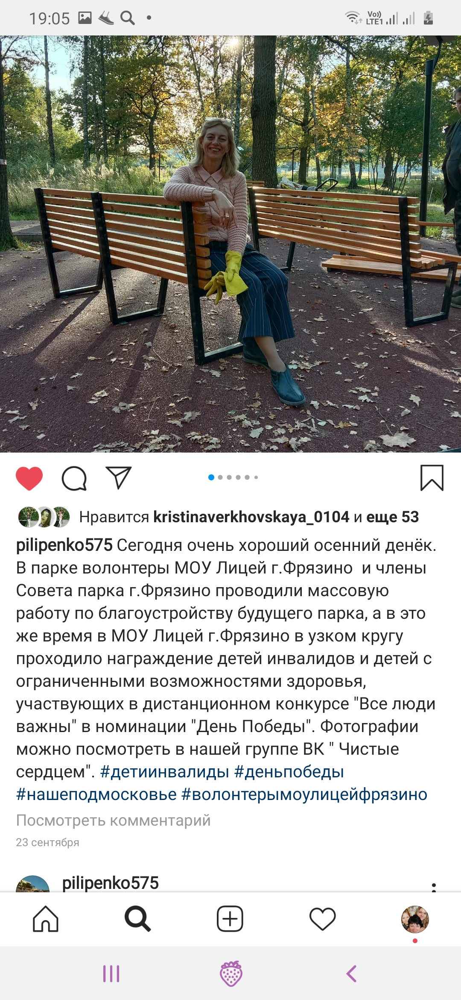 19:05
Vo))
LTE1
Нравится kristinaverkhovskaya_0104 и еще 53
pilipenko575 Сегодня очень хороший осенний денёк.
В парке волонтеры МОУ Лицей г.Фрязино  и члены
Совета парка г.Фрязино проводили массовую
работу по благоустройству будущего парка, а в это
же время в МОУ Лицей г.Фрязино в узком кругу
проходило награждение детей инвалидов и детей с
ограниченными возможностями здоровья,
участвующих в дистанционном конкурсе "Все люди
важны" в номинации "День Победы". Фотографии
можно посмотреть в нашей группе ВК " Чистые
сердцем". #детиинвалиды #деньпобеды
#нашеподмосковье #волонтерымоулицейфрязино
Посмотреть комментарий
23 сентября
pilipenko575